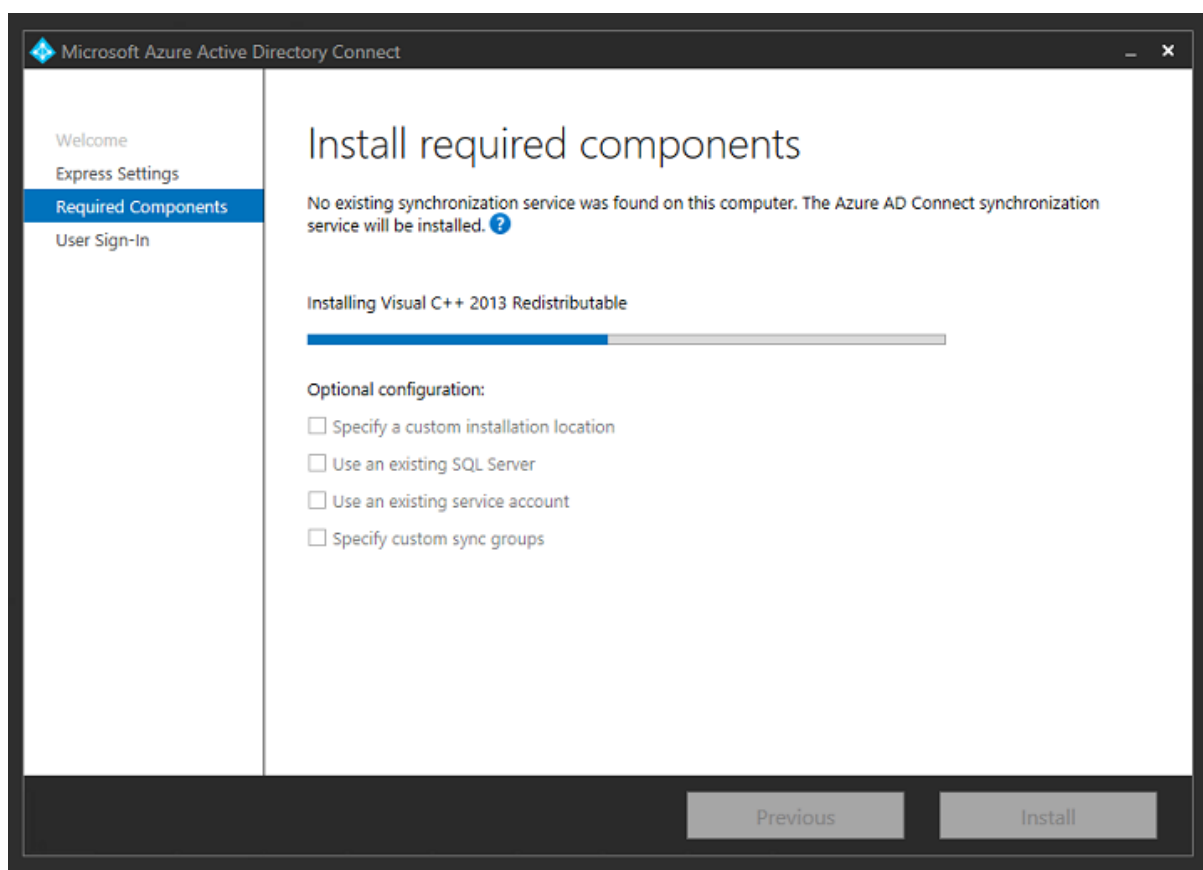 Microsoft Azure Active Directory Connect
Welcome
Express Settings
Required Components
User Sign-In
Install required components
No existing synchronization service was found on this computer. The Azure AD Connect synchronization
service will be installed. ?
Installing Visual C++ 2013 Redistributable
Optional configuration:
Specify a custom installation location
Use an existing SQL Server
Use an existing service account
Specify custom sync groups
Previous
Install